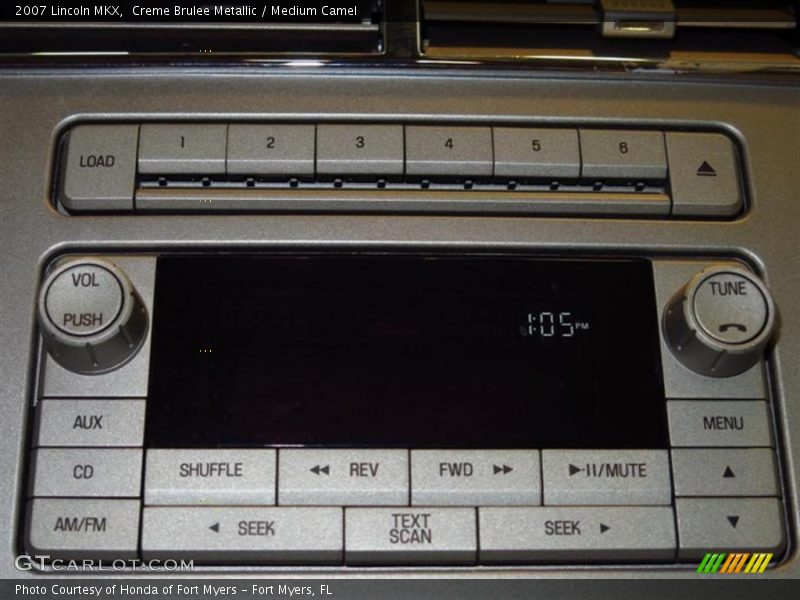 2007 Lincoln MKX, Creme Brulee Metallic / Medium Camel
LOAD 1 2 3 4 5 6
VOL
PUSH
TUNE
1:05 PM
AUX
MENU
CD
SHUFFLE
REV
FWD
/MUTE
AM/FM
SEEK
TEXT
SCAN
SEEK
GTCARLOT.COM
Photo Courtesy of Honda of Fort Myers – Fort Myers, FL